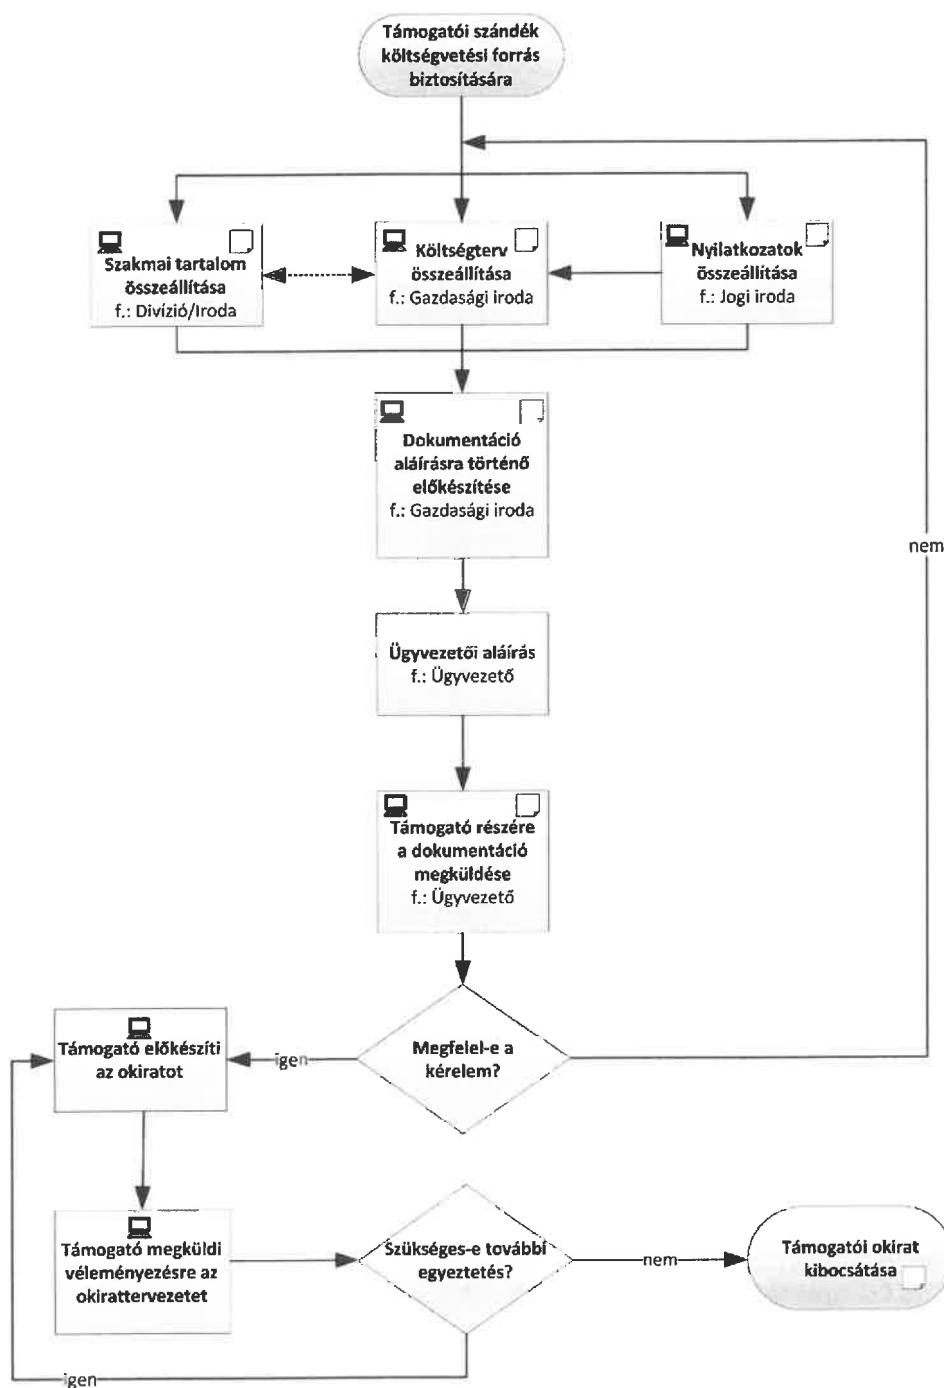 Támogatói szándék
költségvetési forrás
biztosítására
Szakmai tartalom
összeállítása
f.: Divízió/Iroda
Költségterv
összeállítása
f.: Gazdasági iroda
Nyilatkozatok
összeállítása
f.: Jogi iroda
Dokumentáció
aláírásra történő
előkészítése
f.: Gazdasági iroda
nem
Ügyvezetői aláírás
f.: Ügyvezető
Támogató részére
a dokumentáció
megküldése
f.: Ügyvezető
Megfelel-e a
kérelem?
igen
Támogató előkészíti
az okiratot
Támogató megküldi
véleményezésre az
okirattervezetet
Szükséges-e további
egyeztetés?
nem
Támogatói okirat
kibocsátása
igen